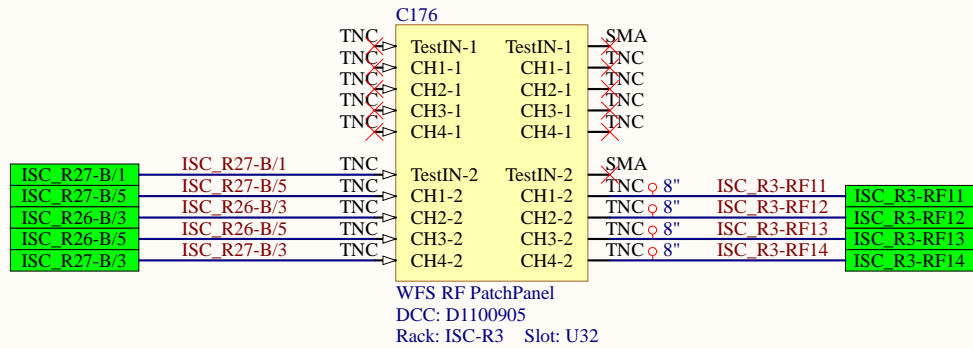 C176
TNC TestIN-1 TestIN-1 SMA
TNC CH1-1 CH1-1 TNC
TNC CH2-1 CH2-1 TNC
TNC CH3-1 CH3-1 TNC
TNC CH4-1 CH4-1 TNC
ISC_R27-B/1 ISC_R27-B/1 TNC TestIN-2 TestIN-2 SMA
ISC_R27-B/5 ISC_R27-B/5 TNC CH1-2 CH1-2 TNC 8" ISC_R3-RF11 ISC_R3-RF11
ISC_R26-B/3 ISC_R26-B/3 TNC CH2-2 CH2-2 TNC 8" ISC_R3-RF12 ISC_R3-RF12
ISC_R26-B/5 ISC_R26-B/5 TNC CH3-2 CH3-2 TNC 8" ISC_R3-RF13 ISC_R3-RF13
ISC_R27-B/3 ISC_R27-B/3 TNC CH4-2 CH4-2 TNC 8" ISC_R3-RF14 ISC_R3-RF14
WFS RF PatchPanel
DCC: D1100905
Rack: ISC-R3 Slot: U32